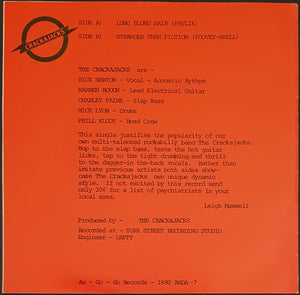 CRACKAJACKS
SIDE A) LONG BLOND HAIR (PAVLIK)
SIDE B) STRANGER THAN FICTION (POOVEY-SHELL)
THE CRACKAJACKS are -
RICK NEWTON - Vocal - Acoustic Rythym
WARREN ROUGH - Lead Electrical Guitar
CHARLEY PAINE - Slap Bass
MICK LYON - Drums
PHILL KLOOT - Road Crew
This single justifies the popularity of our
own multi-talented rockabilly band The Crackajacks.
Bop to the slap bass, taste the hot guitar
licks, tap to the tight drumming, and thrill
to the dagger-in the-back vocals. Rather than
imitate previous artists both sides show-
case The Crackajacks own unique dynamic
style. If not excited by this record send
only 20¢ for a list of psychiatrists in your
local area.
Leigh Maxwell
Produced by - THE CRACKAJACKS
Recorded at - YORK STREET RECORDING STUDIO
Engineer - DAFFY
Au - Go - Go Records - 1980 ANDA -7